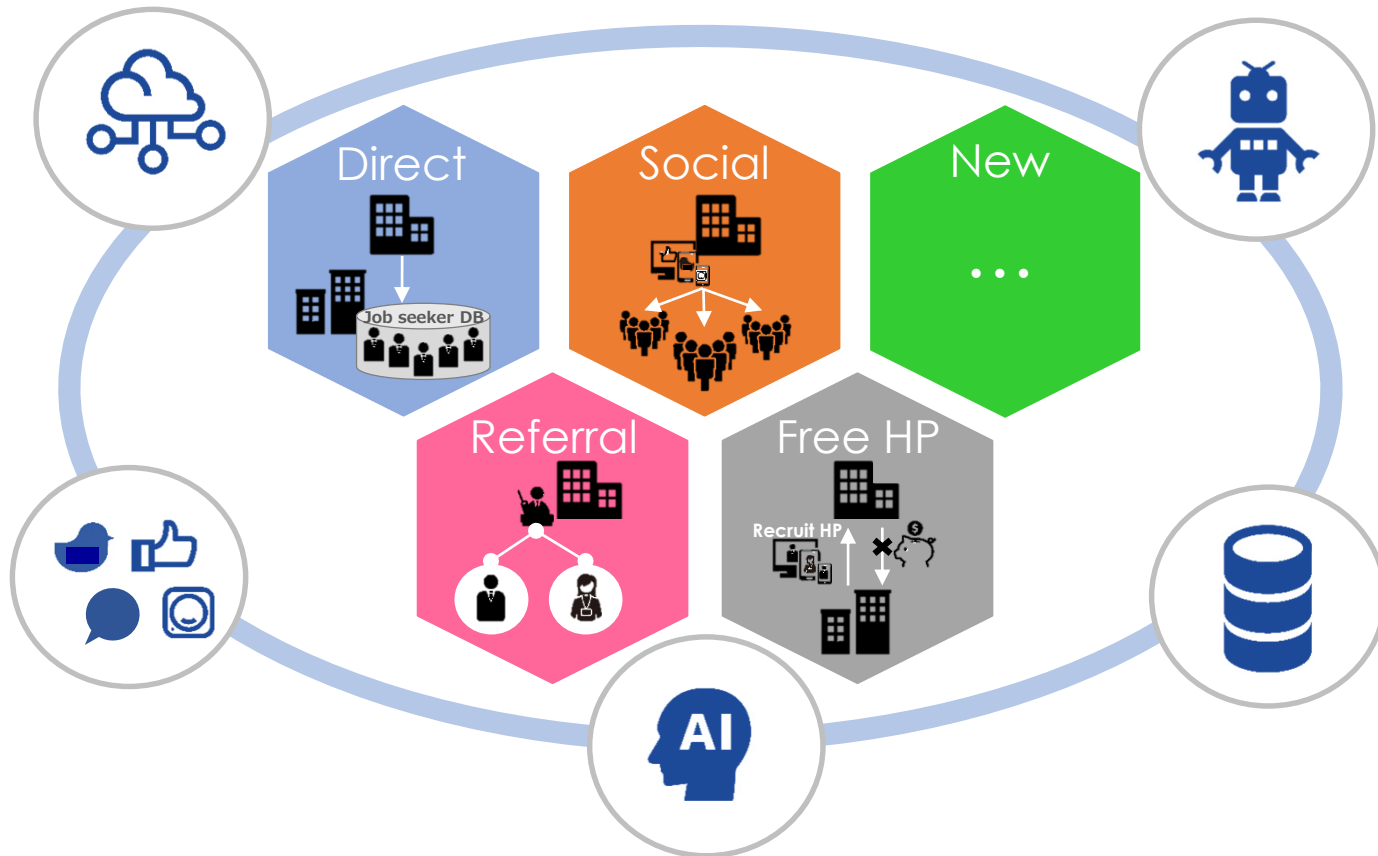 Direct
Social
New
...
Job seeker DB
Referral
Free HP
Recruit HP
$
AI